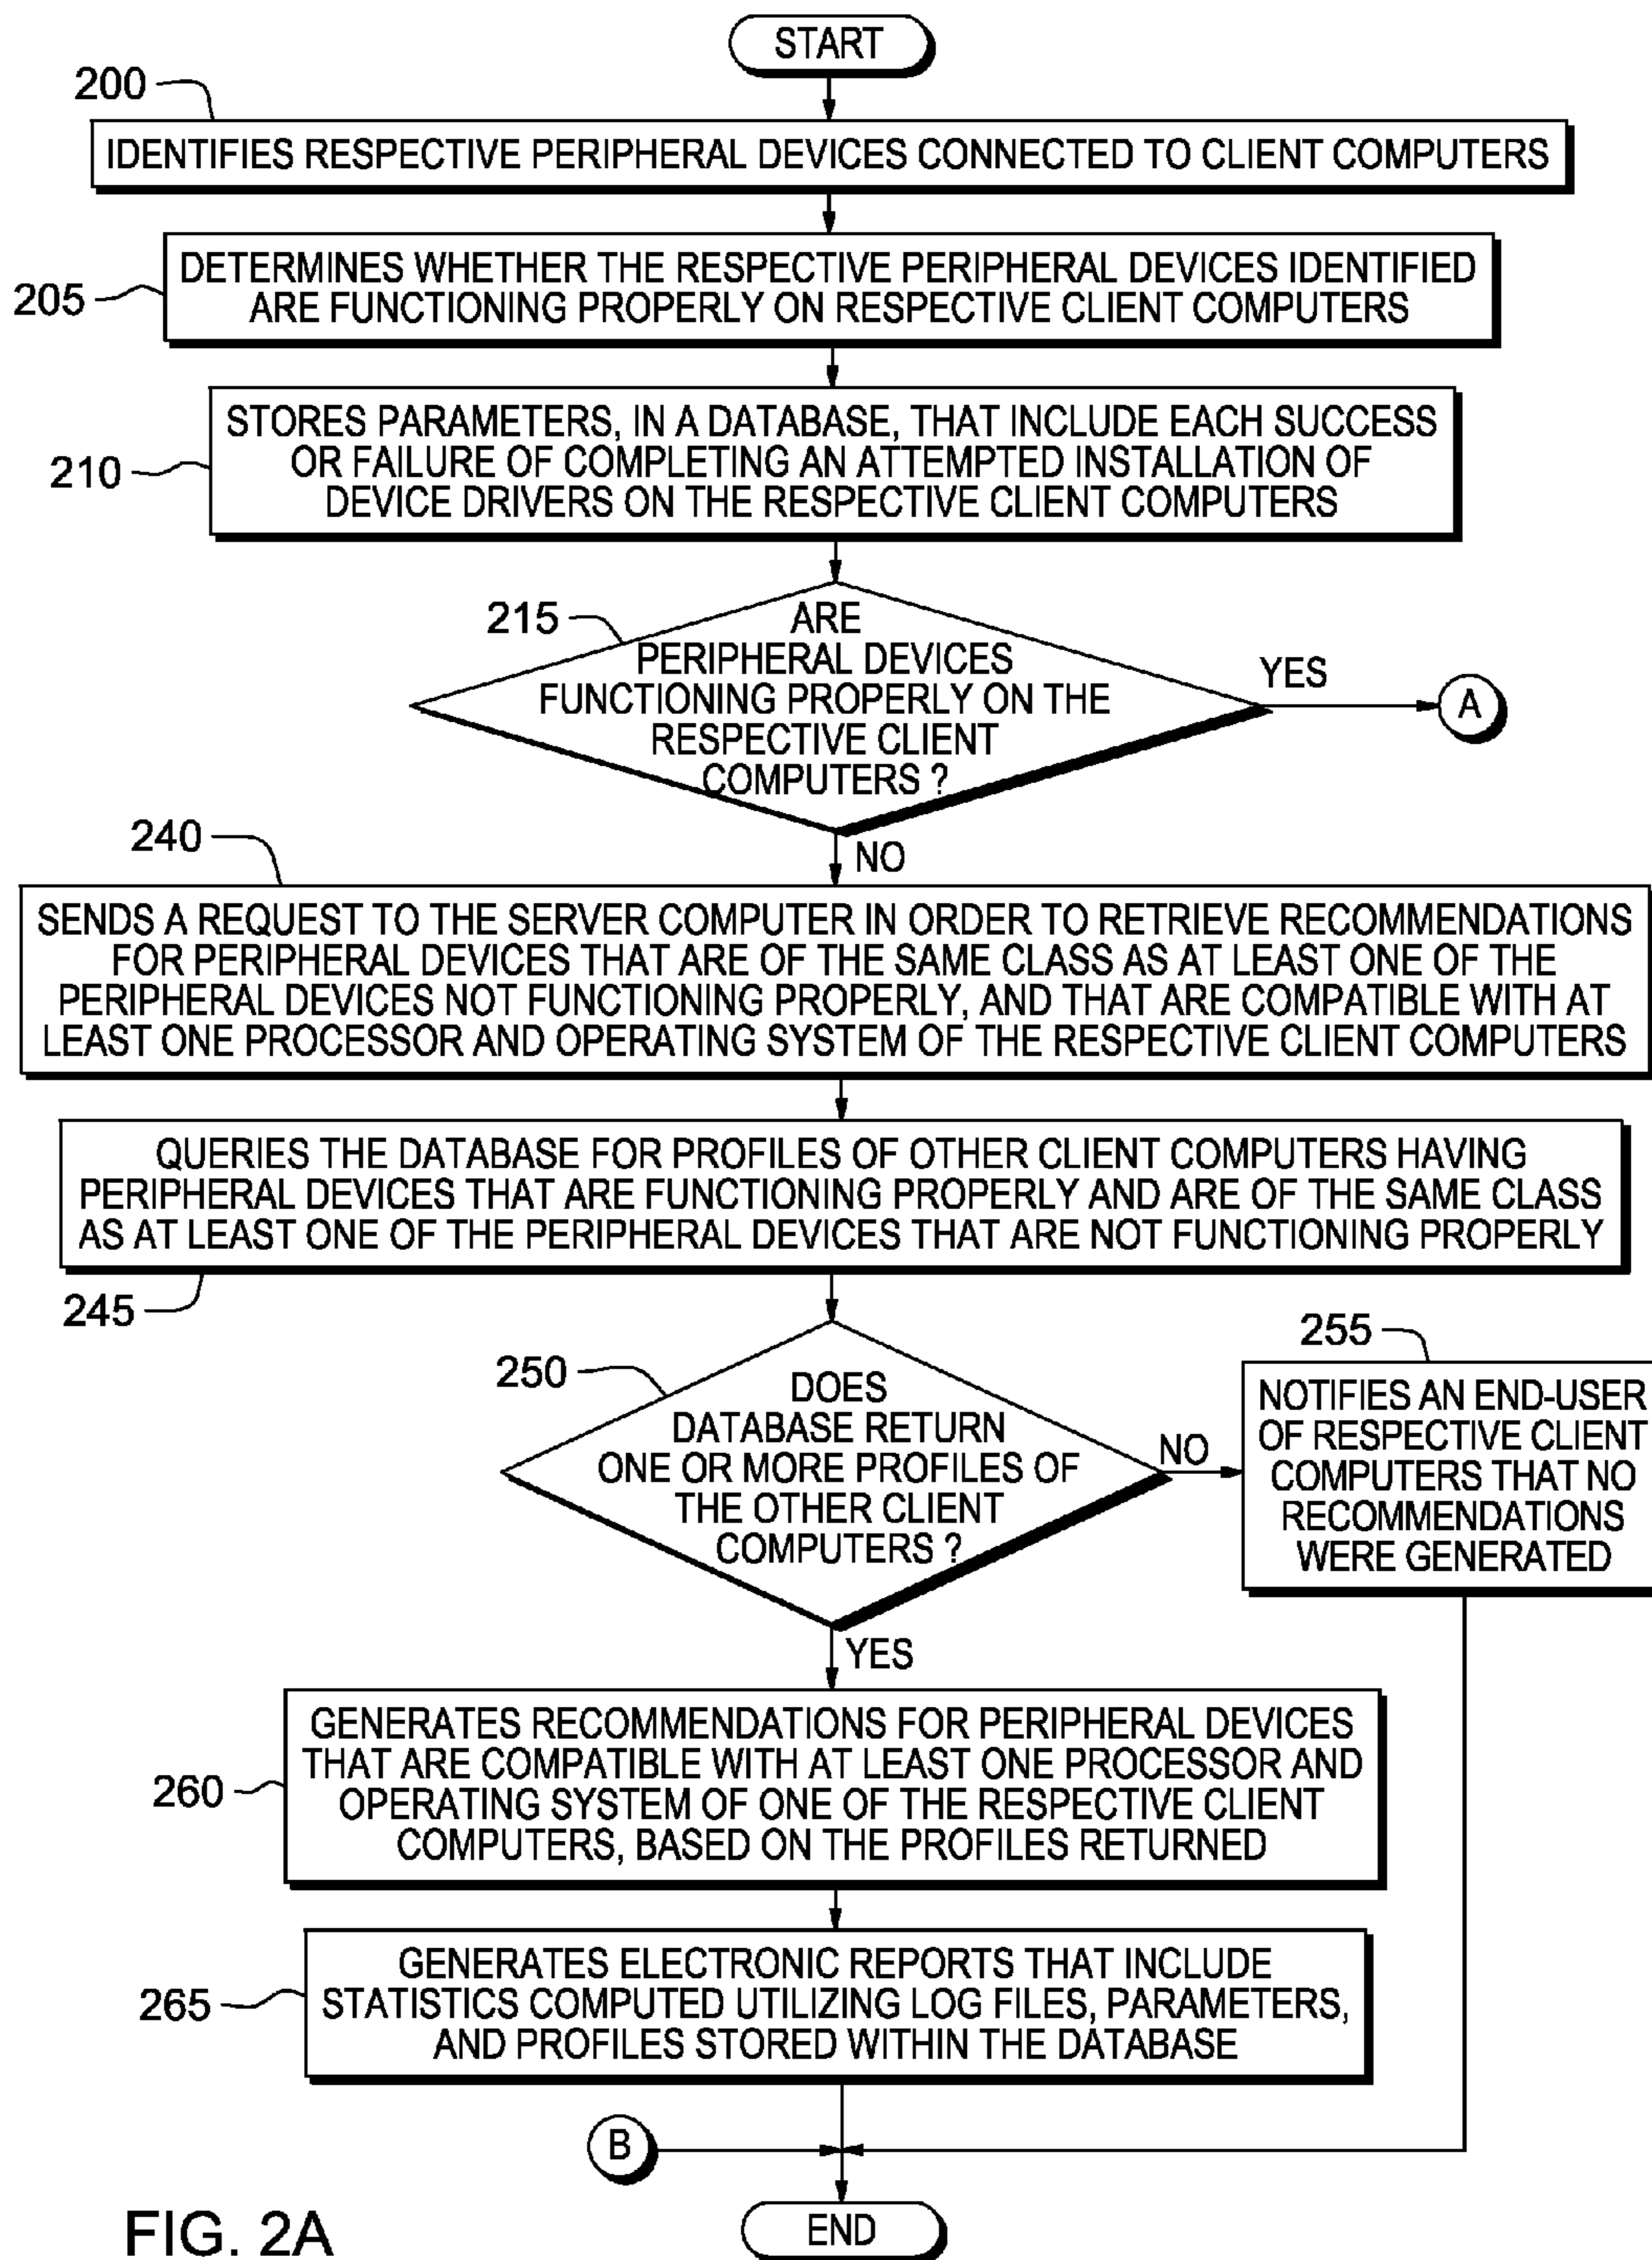 START
200
IDENTIFIES RESPECTIVE PERIPHERAL DEVICES CONNECTED TO CLIENT COMPUTERS
205
DETERMINES WHETHER THE RESPECTIVE PERIPHERAL DEVICES IDENTIFIED
ARE FUNCTIONING PROPERLY ON RESPECTIVE CLIENT COMPUTERS
210
STORES PARAMETERS, IN A DATABASE, THAT INCLUDE EACH SUCCESS
OR FAILURE OF COMPLETING AN ATTEMPTED INSTALLATION OF
DEVICE DRIVERS ON THE RESPECTIVE CLIENT COMPUTERS
215
ARE
PERIPHERAL DEVICES
FUNCTIONING PROPERLY ON THE
RESPECTIVE CLIENT
COMPUTERS ?
YES
A
NO
240
SENDS A REQUEST TO THE SERVER COMPUTER IN ORDER TO RETRIEVE RECOMMENDATIONS
FOR PERIPHERAL DEVICES THAT ARE OF THE SAME CLASS AS AT LEAST ONE OF THE
PERIPHERAL DEVICES NOT FUNCTIONING PROPERLY, AND THAT ARE COMPATIBLE WITH AT
LEAST ONE PROCESSOR AND OPERATING SYSTEM OF THE RESPECTIVE CLIENT COMPUTERS
QUERIES THE DATABASE FOR PROFILES OF OTHER CLIENT COMPUTERS HAVING
PERIPHERAL DEVICES THAT ARE FUNCTIONING PROPERLY AND ARE OF THE SAME CLASS
AS AT LEAST ONE OF THE PERIPHERAL DEVICES THAT ARE NOT FUNCTIONING PROPERLY
245
250
DOES
DATABASE RETURN
ONE OR MORE PROFILES OF
THE OTHER CLIENT
COMPUTERS ?
NO
255
NOTIFIES AN END-USER
OF RESPECTIVE CLIENT
COMPUTERS THAT NO
RECOMMENDATIONS
WERE GENERATED
YES
260
GENERATES RECOMMENDATIONS FOR PERIPHERAL DEVICES
THAT ARE COMPATIBLE WITH AT LEAST ONE PROCESSOR AND
OPERATING SYSTEM OF ONE OF THE RESPECTIVE CLIENT
COMPUTERS, BASED ON THE PROFILES RETURNED
265
GENERATES ELECTRONIC REPORTS THAT INCLUDE
STATISTICS COMPUTED UTILIZING LOG FILES, PARAMETERS,
AND PROFILES STORED WITHIN THE DATABASE
B
END
FIG. 2A